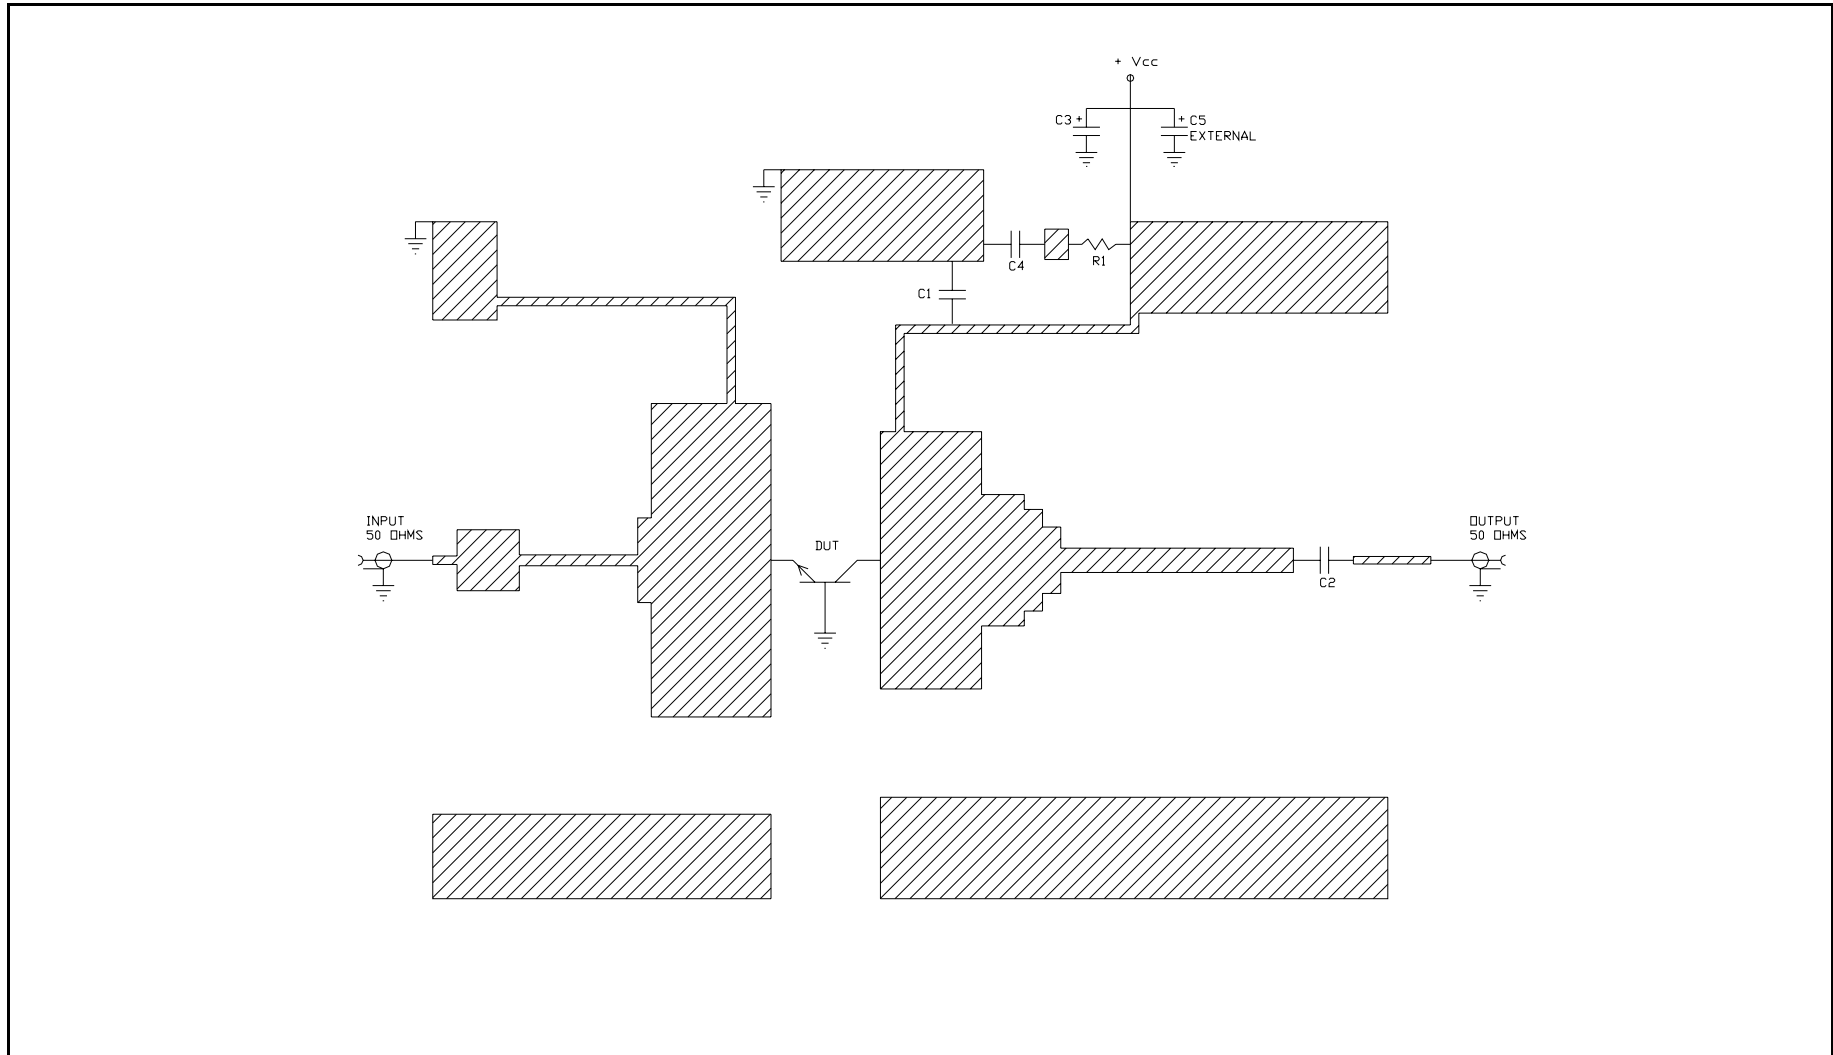 + Vcc
C3 +
+ C5
EXTERNAL
C4
R1
C1
INPUT
50 OHMS
DUT
OUTPUT
50 OHMS
C2